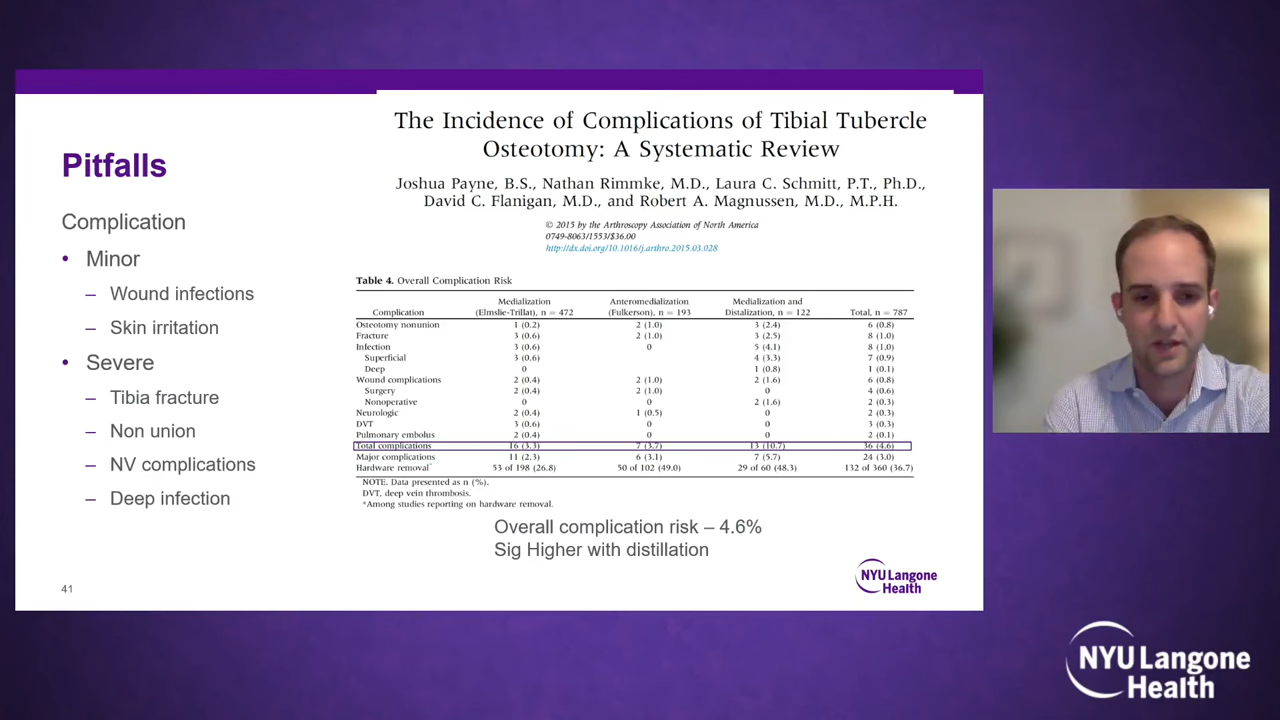 Pitfalls
Complication
• Minor
– Wound infections
– Skin irritation
• Severe
– Tibia fracture
– Non union
– NV complications
– Deep infection
41
The Incidence of Complications of Tibial Tubercle
Osteotomy: A Systematic Review
Joshua Payne, B.S., Nathan Rimmke, M.D., Laura C. Schmitt, P.T., Ph.D.,
David C. Flanigan, M.D., and Robert A. Magnussen, M.D., M.P.H.
© 2015 by the Arthroscopy Association of North America
0749-8063/1553/$36.00
http://dx.doi.org/10.1016/j.arthro.2015.03.028
Table 4. Overall Complication Risk
Medialization Anteromedialization Medialization and
Complication (Elmslie-Trillat), n = 472 (Fulkerson), n = 193 Distalization, n = 122 Total, n = 787
Osteotomy nonunion 1 (0.2) 2 (1.0) 3 (2.4) 6 (0.8)
Fracture 3 (0.6) 2 (1.0) 3 (2.5) 8 (1.0)
Infection 3 (0.6) 0 5 (4.1) 8 (1.0)
Superficial 3 (0.6) 4 (3.3) 7 (0.9)
Deep 0 1 (0.8) 1 (0.1)
Wound complications 2 (0.4) 2 (1.0) 2 (1.6) 6 (0.8)
Surgery 2 (0.4) 2 (1.0) 0 4 (0.6)
Nonoperative 0 0 2 (1.6) 2 (0.3)
Neurologic 2 (0.4) 1 (0.5) 0 2 (0.3)
DVT 3 (0.6) 0 0 3 (0.3)
Pulmonary embolus 2 (0.4) 0 0 2 (0.1)
Total complications 16 (3.3) 7 (3.7) 13 (10.7) 36 (4.6)
Major complications 11 (2.3) 6 (3.1) 7 (5.7) 24 (3.0)
Hardware removal* 53 of 198 (26.8) 50 of 102 (49.0) 29 of 60 (48.3) 132 of 360 (36.7)
NOTE. Data presented as n (%).
DVT, deep vein thrombosis.
*Among studies reporting on hardware removal.
Overall complication risk – 4.6%
Sig Higher with distillation
NYU Langone
Health
NYU Langone
Health